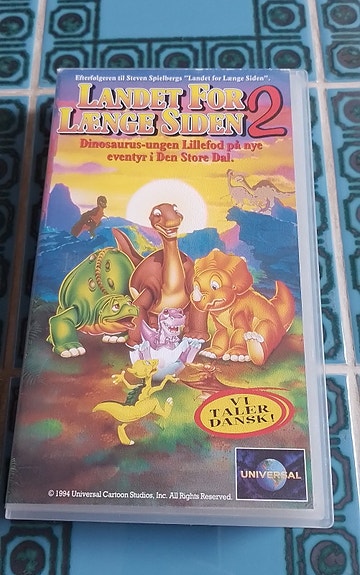 Efterfølgeren til Steven Spielbergs "Landet for Længe Siden".
LANDET FOR
LÆNGE SIDEN 2
Dinosaurus-ungen Lillefod på nye
eventyr i Den Store Dal.
VI
TALER
DANSK!
UNIVERSAL
© 1994 Universal Cartoon Studios, Inc. All Rights Reserved.